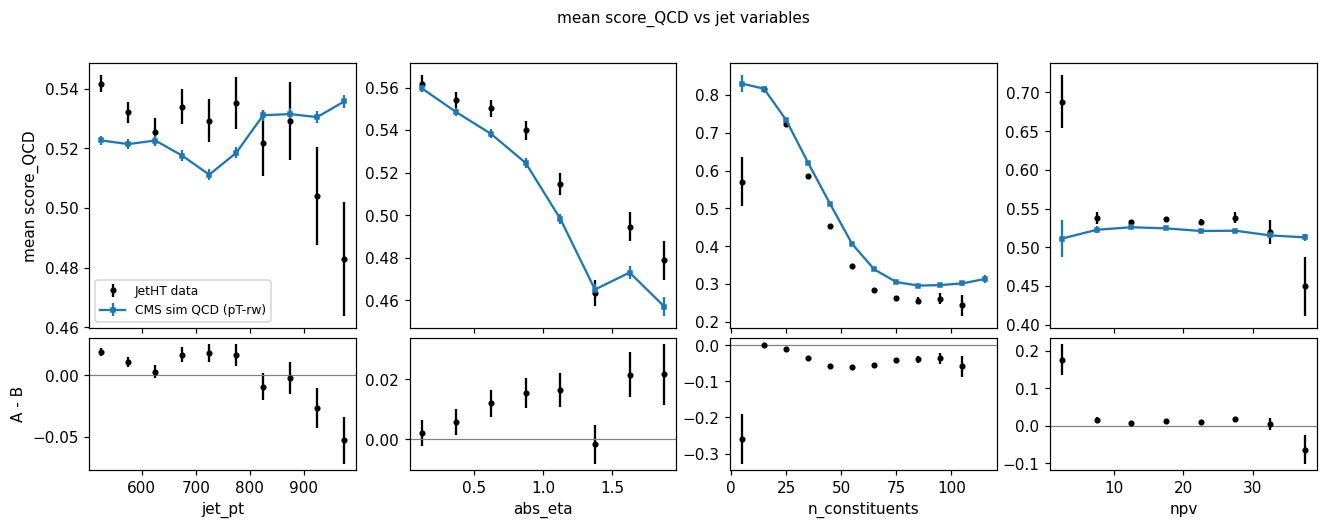 mean score_QCD vs jet variables
mean score_QCD
0.54
0.52
0.50
0.48
0.46
JetHT data
CMS sim QCD (pT-rw)
0.56
0.54
0.52
0.50
0.48
0.46
0.8
0.7
0.6
0.5
0.4
0.3
0.2
0.70
0.65
0.60
0.55
0.50
0.45
0.40
A - B
0.00
−0.05
600 700 800 900
jet_pt
0.02
0.00
0.5 1.0 1.5
abs_eta
0.0
−0.1
−0.2
−0.3
0 25 50 75 100
n_constituents
0.2
0.1
0.0
−0.1
10 20 30
npv